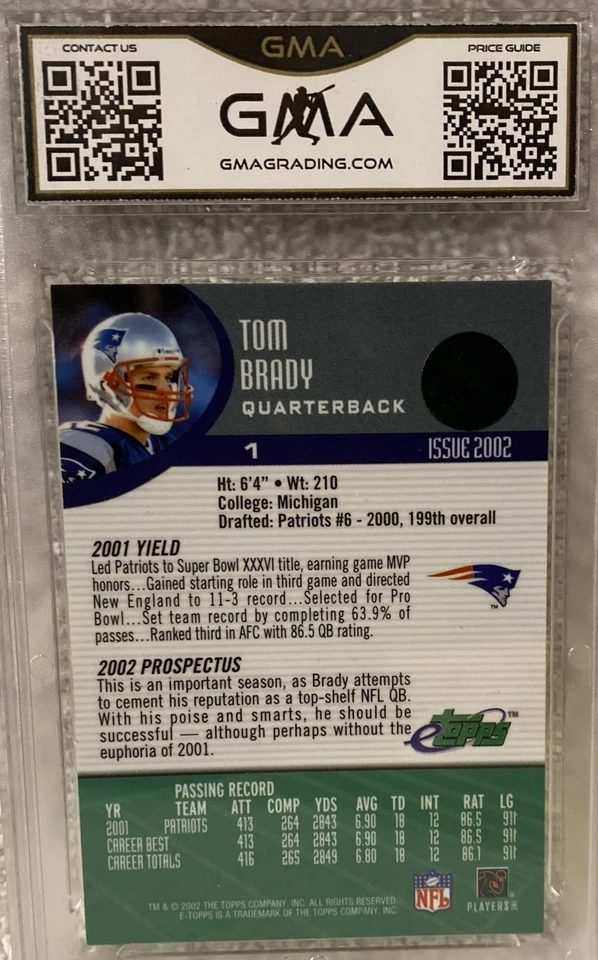 CONTACT US
GMA
PRICE GUIDE
GMA
GMAGRADING.COM
TOM
BRADY
QUARTERBACK
1 ISSUE 2002
Ht: 6'4" • Wt: 210
College: Michigan
Drafted: Patriots #6 - 2000, 199th overall
2001 YIELD
Led Patriots to Super Bowl XXXVI title, earning game MVP
honors...Gained starting role in third game and directed
New England to 11-3 record...Selected for Pro
Bowl...Set team record by completing 63.9% of
passes...Ranked third in AFC with 86.5 QB rating.
TM
2002 PROSPECTUS
This is an important season, as Brady attempts
to cement his reputation as a top-shelf NFL QB.
With his poise and smarts, he should be
successful — although perhaps without the
euphoria of 2001.
eTopps™
PASSING RECORD
YR TEAM ATT COMP YDS AVG TD INT RAT LG
2001 PATRIOTS 413 264 2843 6.90 18 12 86.5 91t
CAREER BEST 413 264 2843 6.90 18 12 86.5 91t
CAREER TOTALS 416 265 2849 6.80 18 12 86.1 91t
TM & © 2002 THE TOPPS COMPANY, INC. ALL RIGHTS RESERVED.
E-TOPPS IS A TRADEMARK OF THE TOPPS COMPANY, INC.
NFL
PLAYERS